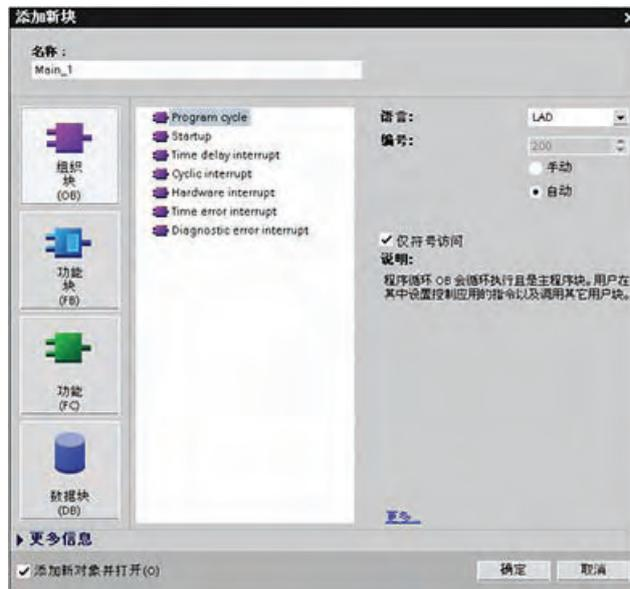 添加新块
名称：
Main_1
组织
块
(OB)
功能
块
(FB)
功能
(FC)
数据块
(DB)
Program cycle
Startup
Time delay interrupt
Cyclic interrupt
Hardware interrupt
Time error interrupt
Diagnostic error interrupt
语言：
LAD
编号：
200
手动
自动
仅符号访问
说明：
程序循环 OB 会循环执行且是主程序块。用户在
其中设置控制应用的指令以及调用其它用户块。
更多...
更多信息
添加新对象并打开(O)
确定
取消